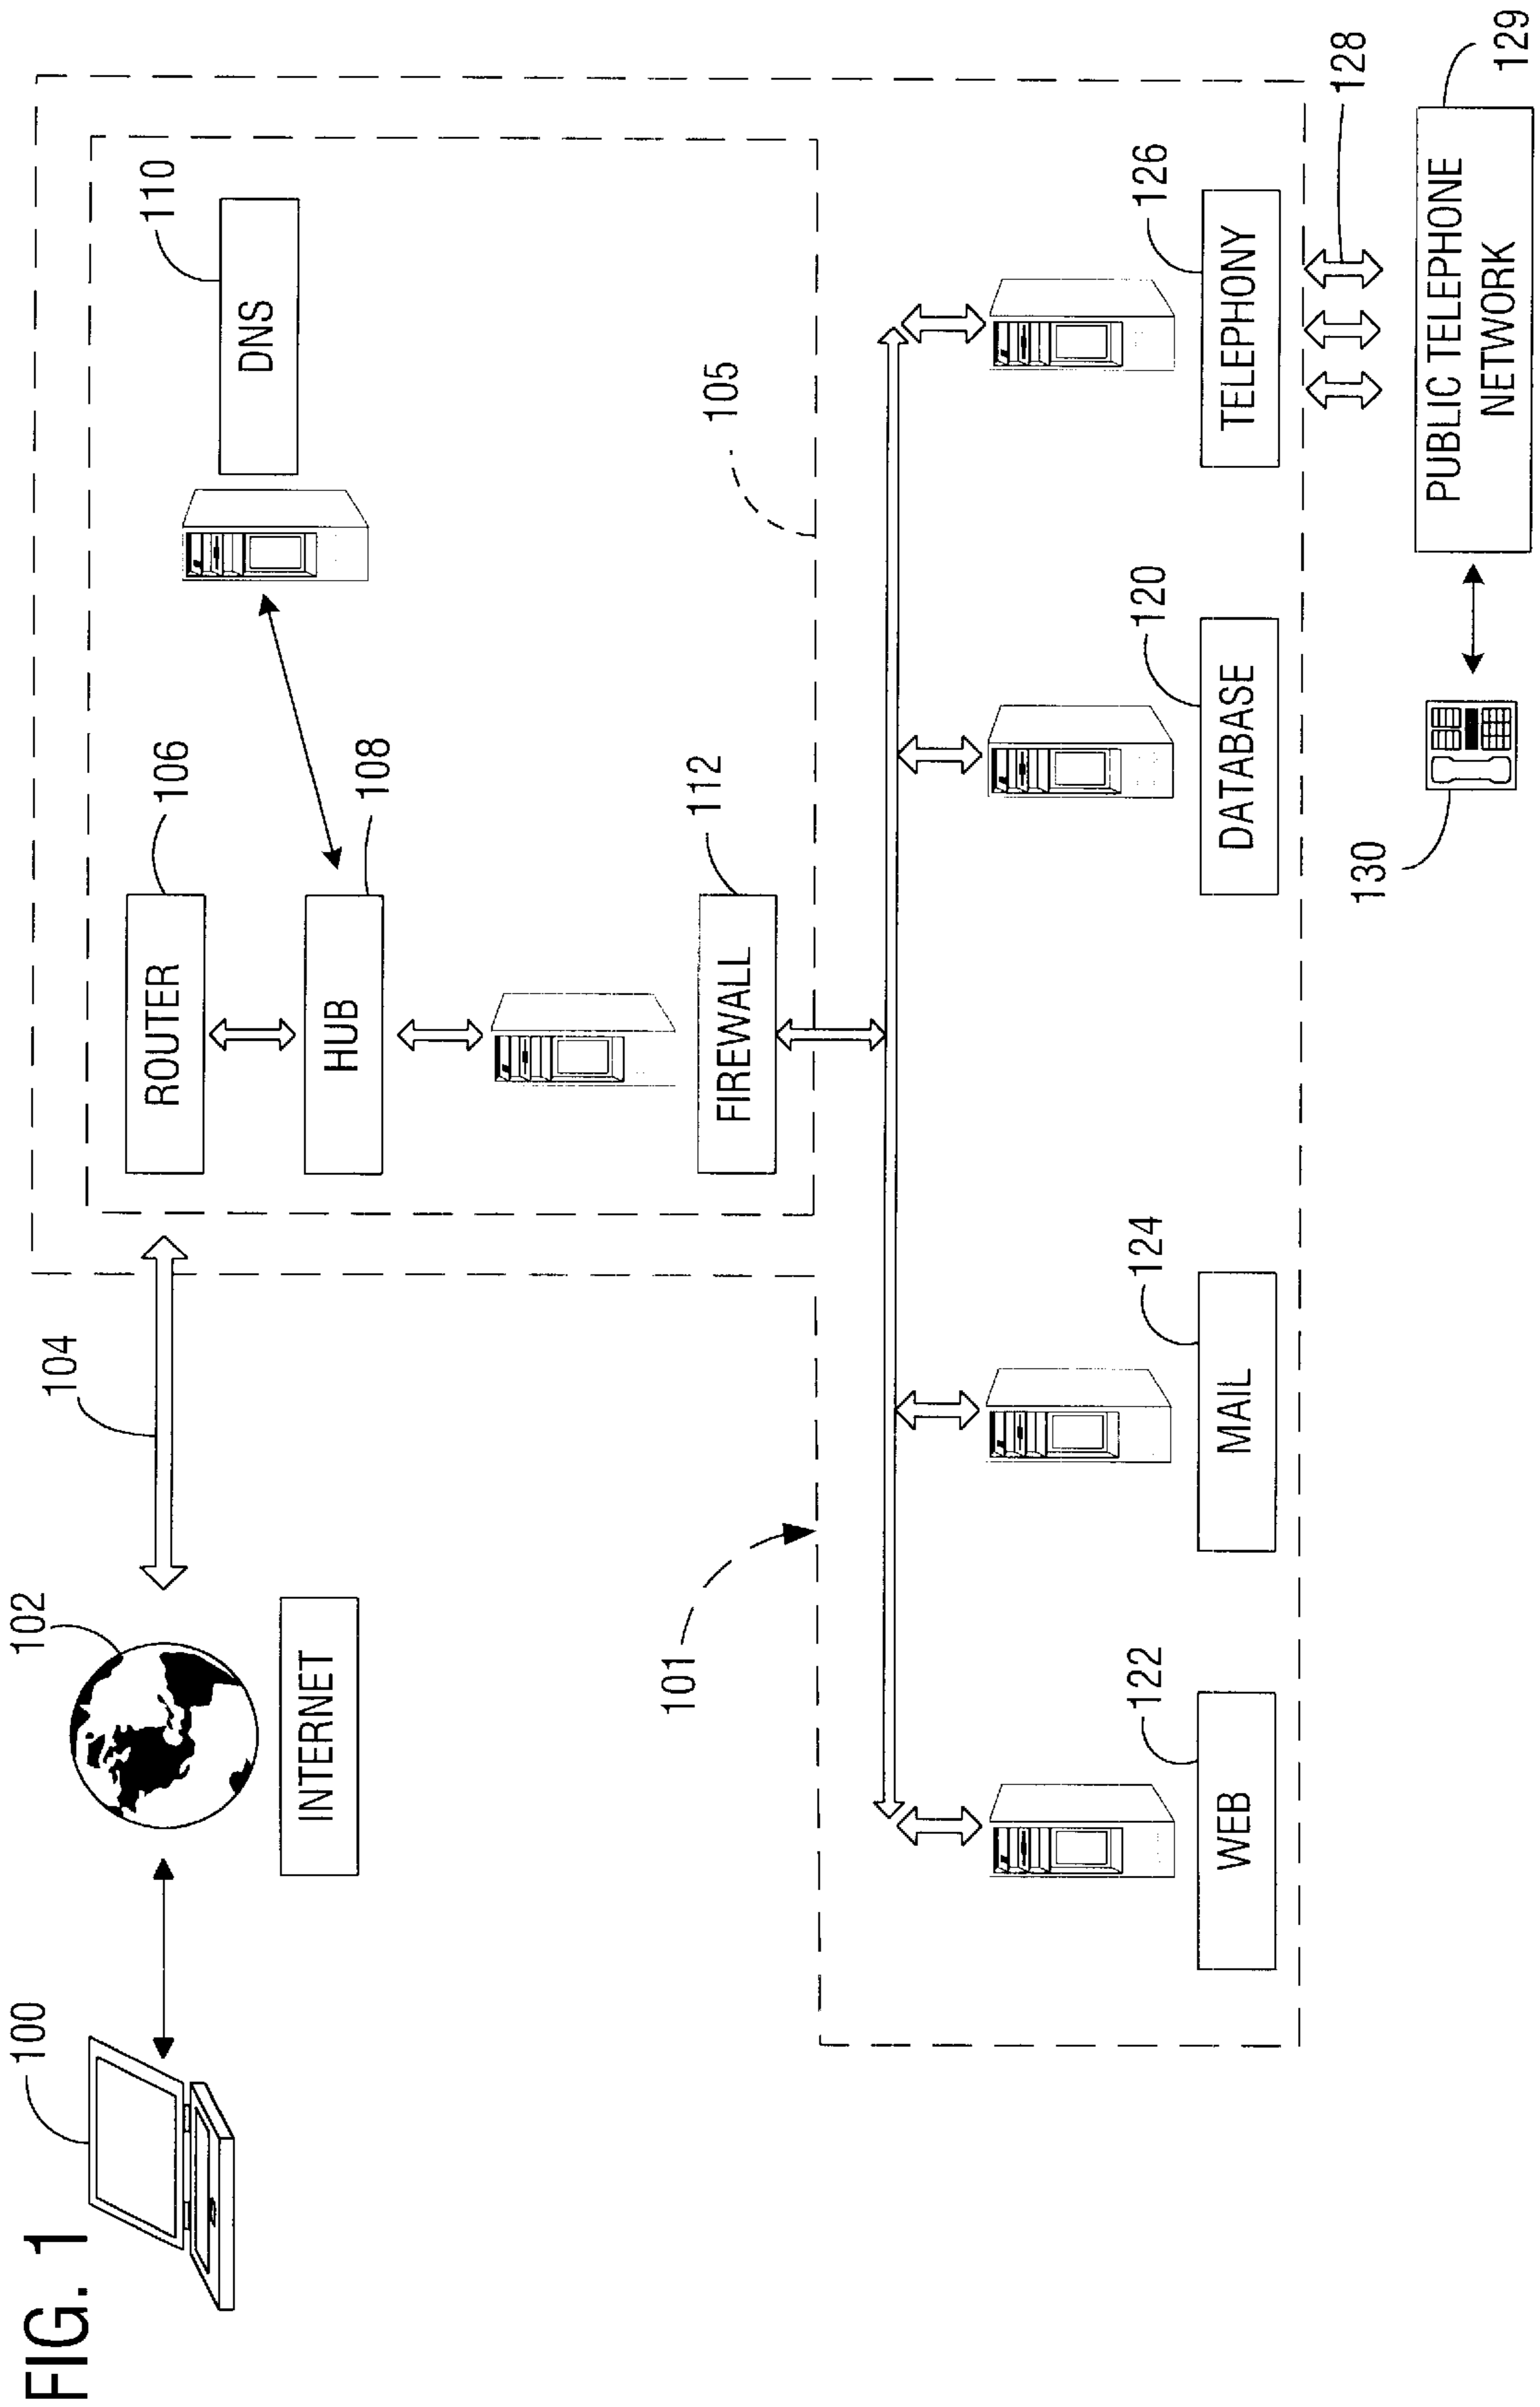 FIG. 1
100
102
INTERNET
104
101
ROUTER
106
HUB
108
DNS
110
FIREWALL
112
105
WEB
122
MAIL
124
DATABASE
120
TELEPHONY
126
128
130
PUBLIC TELEPHONE
NETWORK
129